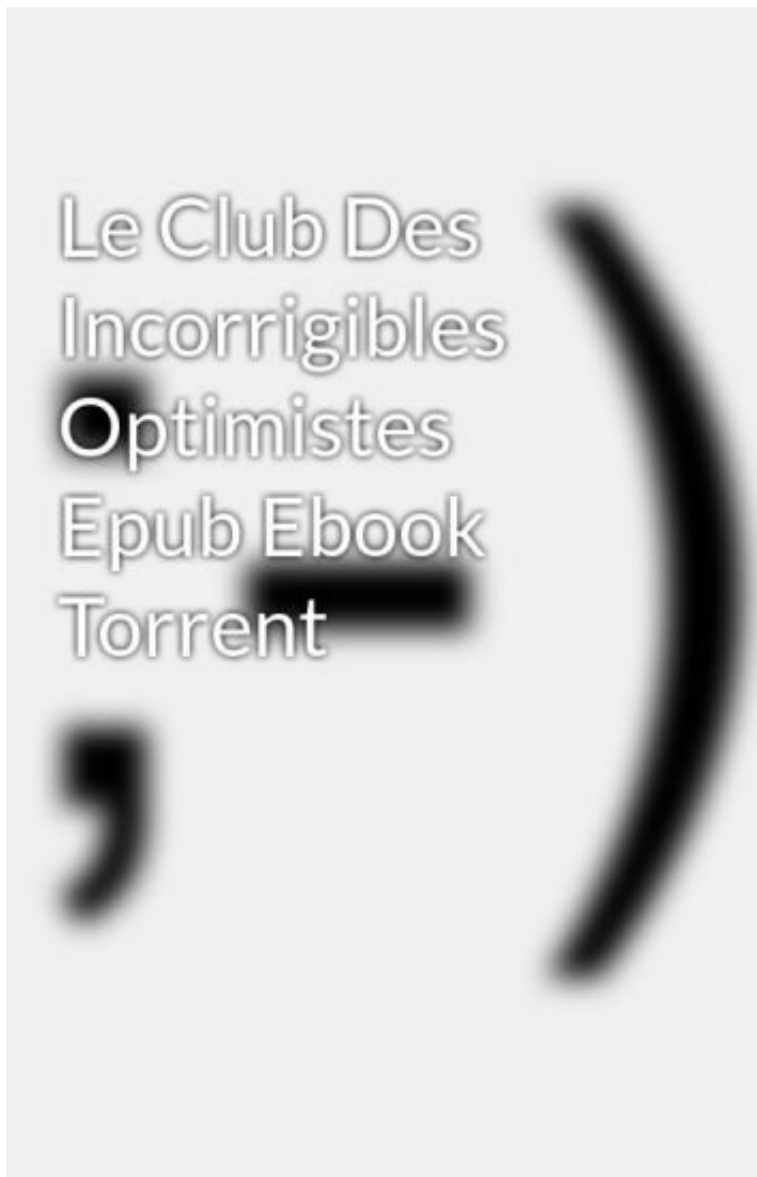 Le Club Des
Incorrigibles
Optimistes
Epub Ebook
Torrent
;-)